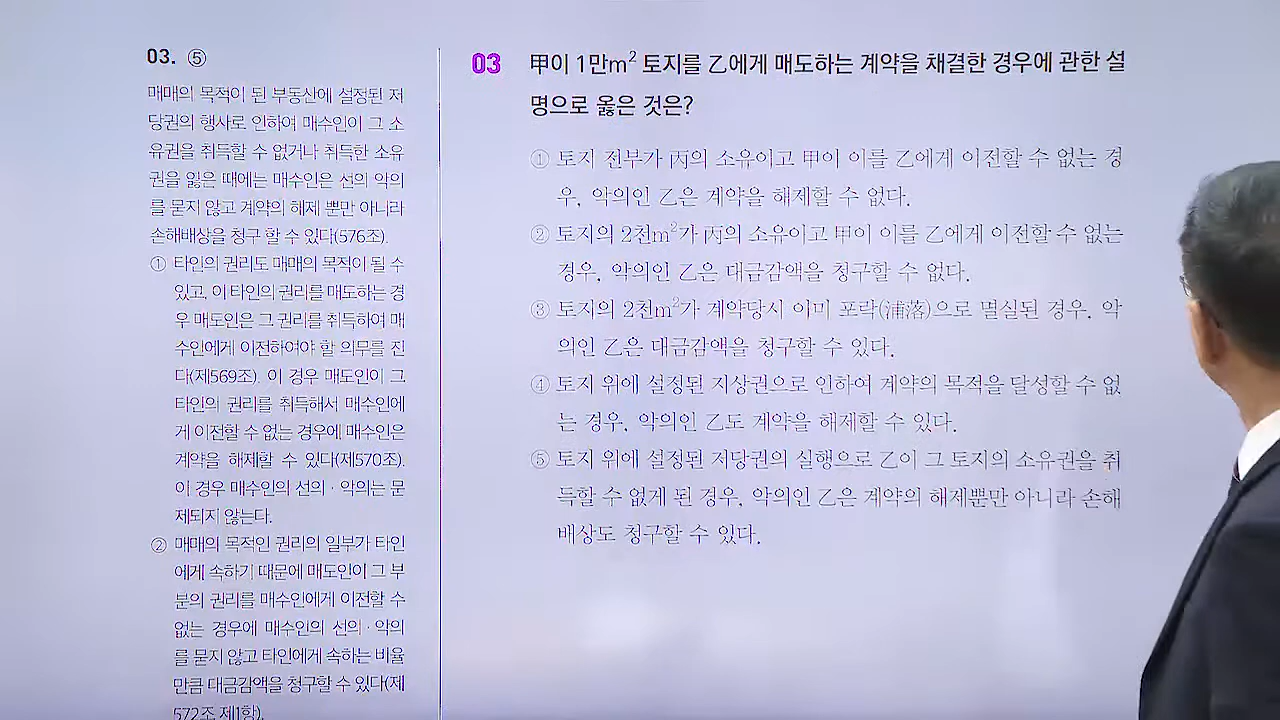 03. ⑤
매매의 목적이 된 부동산에 설정된 저
당권의 행사로 인하여 매수인이 그 소
유권을 취득할 수 없거나 취득한 소유
권을 잃은 때에는 매수인은 선의 악의
를 묻지 않고 계약의 해제 뿐만 아니라
손해배상을 청구 할 수 있다(576조).
① 타인의 권리도 매매의 목적이 될 수
있고, 이 타인의 권리를 매도하는 경
우 매도인은 그 권리를 취득하여 매
수인에게 이전하여야 할 의무를 진
다(제569조). 이 경우 매도인이 그
타인의 권리를 취득해서 매수인에
게 이전할 수 없는 경우에 매수인은
계약을 해제할 수 있다(제570조).
이 경우 매수인의 선의 · 악의는 문
제되지 않는다.
② 매매의 목적인 권리의 일부가 타인
에게 속하기 때문에 매도인이 그 부
분의 권리를 매수인에게 이전할 수
없는 경우에 매수인의 선의 · 악의
를 묻지 않고 타인에게 속하는 비율
만큼 대금감액을 청구할 수 있다(제
572조 제1항).
03 甲이 1만m² 토지를 乙에게 매도하는 계약을 채결한 경우에 관한 설
명으로 옳은 것은?
① 토지 전부가 丙의 소유이고 甲이 이를 乙에게 이전할 수 없는 경
우, 악의인 乙은 계약을 해제할 수 없다.
② 토지의 2천m²가 丙의 소유이고 甲이 이를 乙에게 이전할 수 없는
경우, 악의인 乙은 대금감액을 청구할 수 없다.
③ 토지의 2천m²가 계약당시 이미 포락(浦落)으로 멸실된 경우, 악
의인 乙은 대금감액을 청구할 수 있다.
④ 토지 위에 설정된 지상권으로 인하여 계약의 목적을 달성할 수 없
는 경우, 악의인 乙도 계약을 해제할 수 있다.
⑤ 토지 위에 설정된 저당권의 실행으로 乙이 그 토지의 소유권을 취
득할 수 없게 된 경우, 악의인 乙은 계약의 해제뿐만 아니라 손해
배상도 청구할 수 있다.